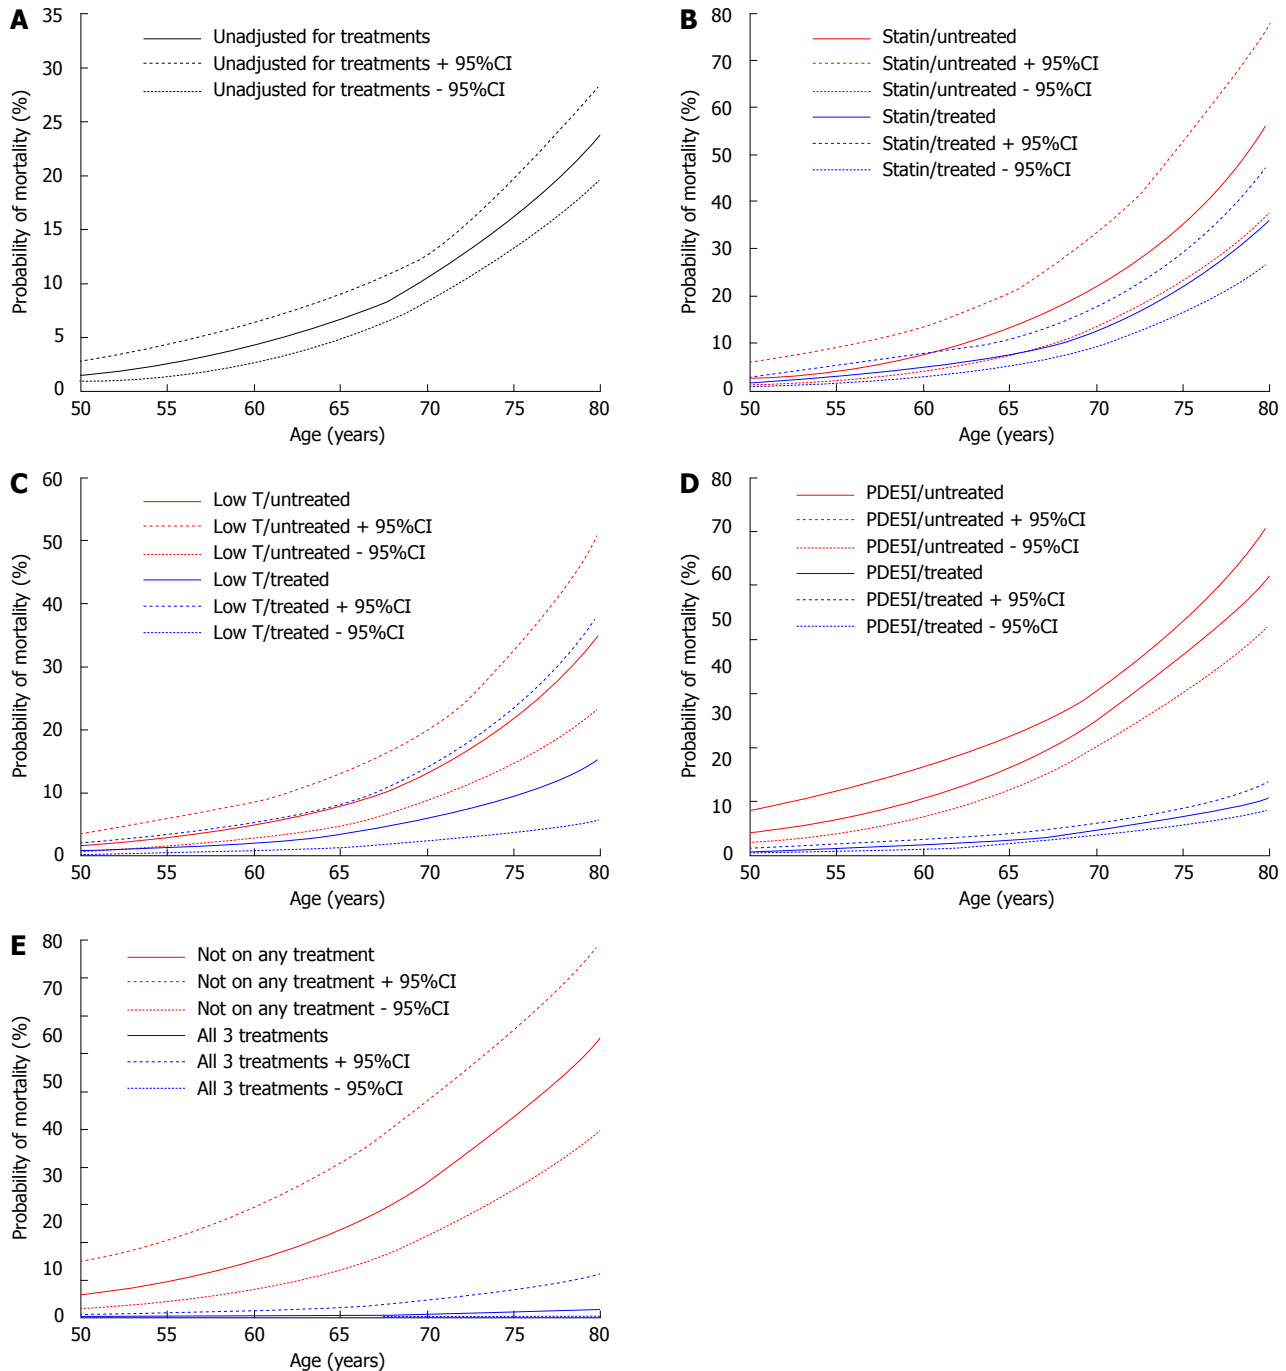 A
Probability of mortality (%)
35
30
25
20
15
10
5
0
Unadjusted for treatments
Unadjusted for treatments + 95%CI
Unadjusted for treatments - 95%CI
50 55 60 65 70 75 80
Age (years)
B
Probability of mortality (%)
80
70
60
50
40
30
20
10
0
Statin/untreated
Statin/untreated + 95%CI
Statin/untreated - 95%CI
Statin/treated
Statin/treated + 95%CI
Statin/treated - 95%CI
50 55 60 65 70 75 80
Age (years)
C
Probability of mortality (%)
60
50
40
30
20
10
0
Low T/untreated
Low T/untreated + 95%CI
Low T/untreated - 95%CI
Low T/treated
Low T/treated + 95%CI
Low T/treated - 95%CI
50 55 60 65 70 75 80
Age (years)
D
Probability of mortality (%)
80
70
60
50
40
30
20
10
0
PDE5I/untreated
PDE5I/untreated + 95%CI
PDE5I/untreated - 95%CI
PDE5I/treated
PDE5I/treated + 95%CI
PDE5I/treated - 95%CI
50 55 60 65 70 75 80
Age (years)
E
Probability of mortality (%)
80
70
60
50
40
30
20
10
0
Not on any treatment
Not on any treatment + 95%CI
Not on any treatment - 95%CI
All 3 treatments
All 3 treatments + 95%CI
All 3 treatments - 95%CI
50 55 60 65 70 75 80
Age (years)